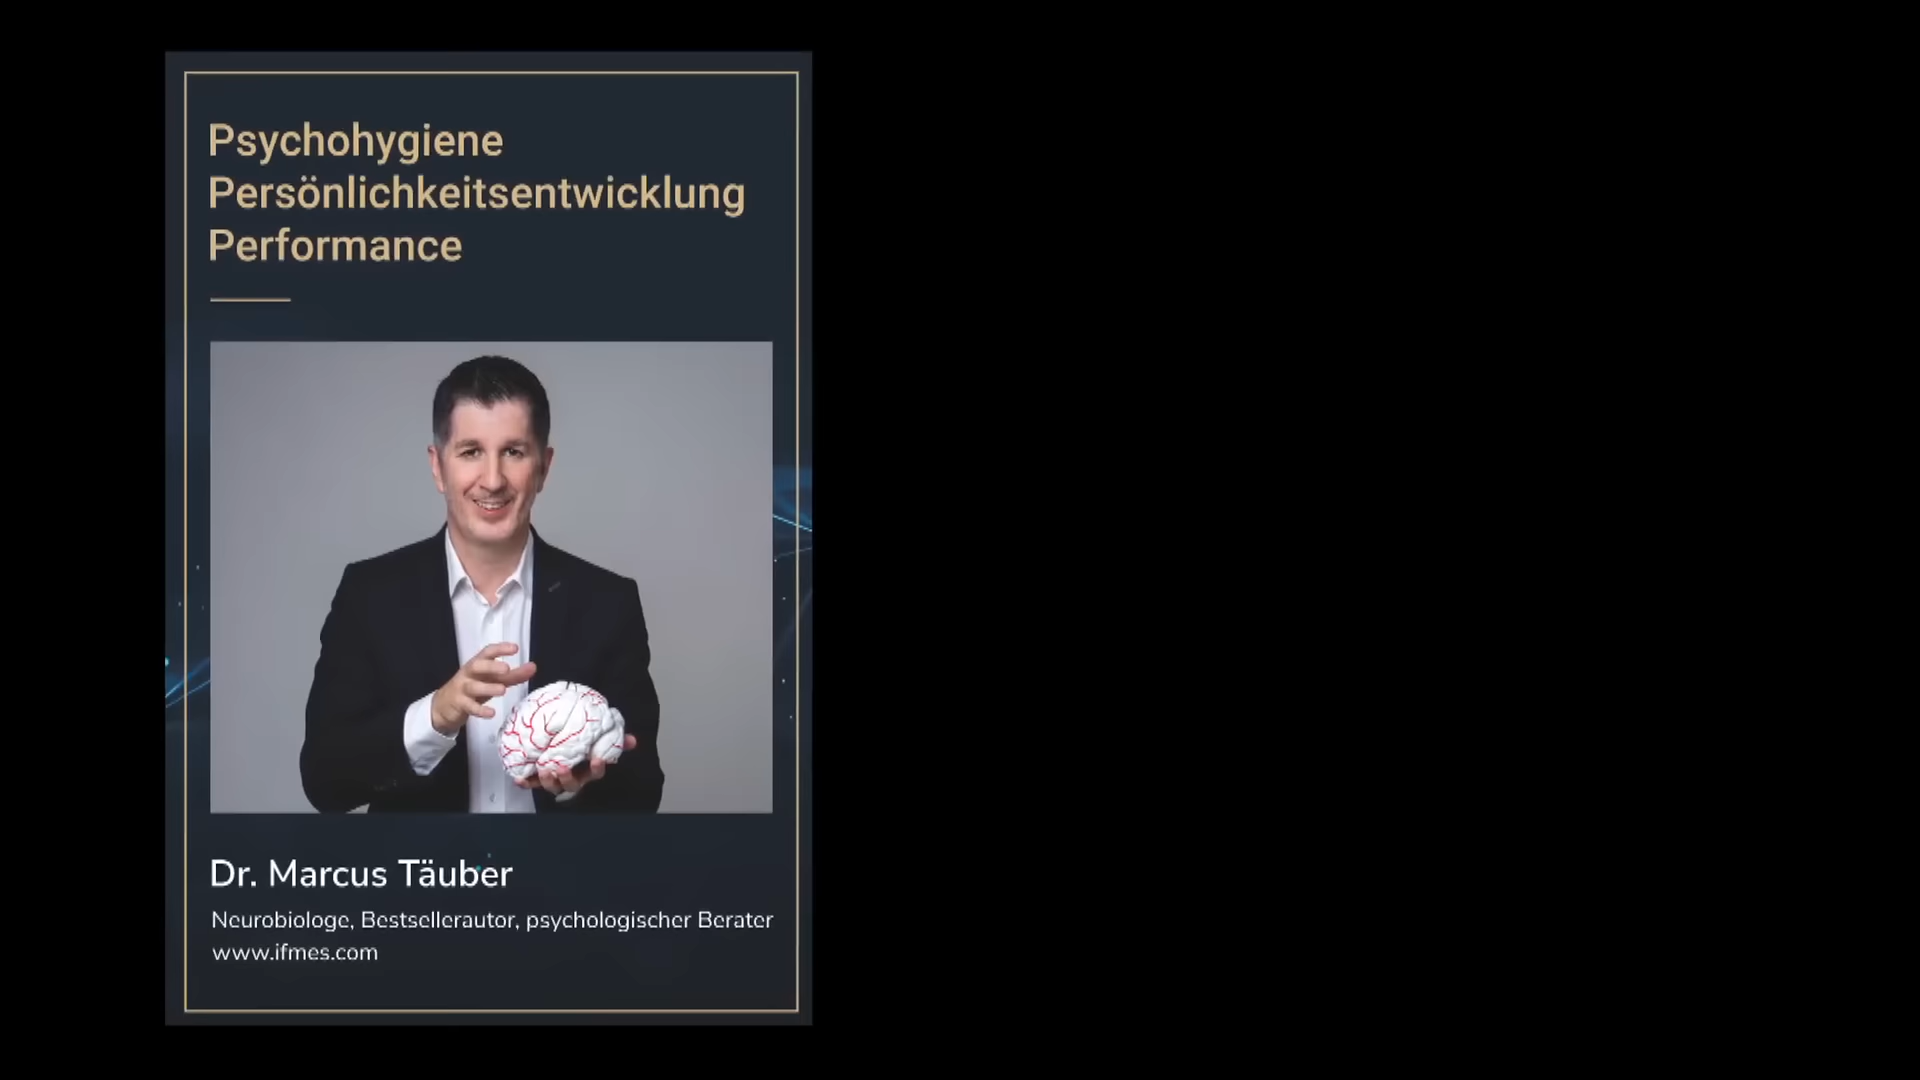 Psychohygiene
Persönlichkeitsentwicklung
Performance
Dr. Marcus Täuber
Neurobiologe, Bestsellerautor, psychologischer Berater
www.ifmes.com